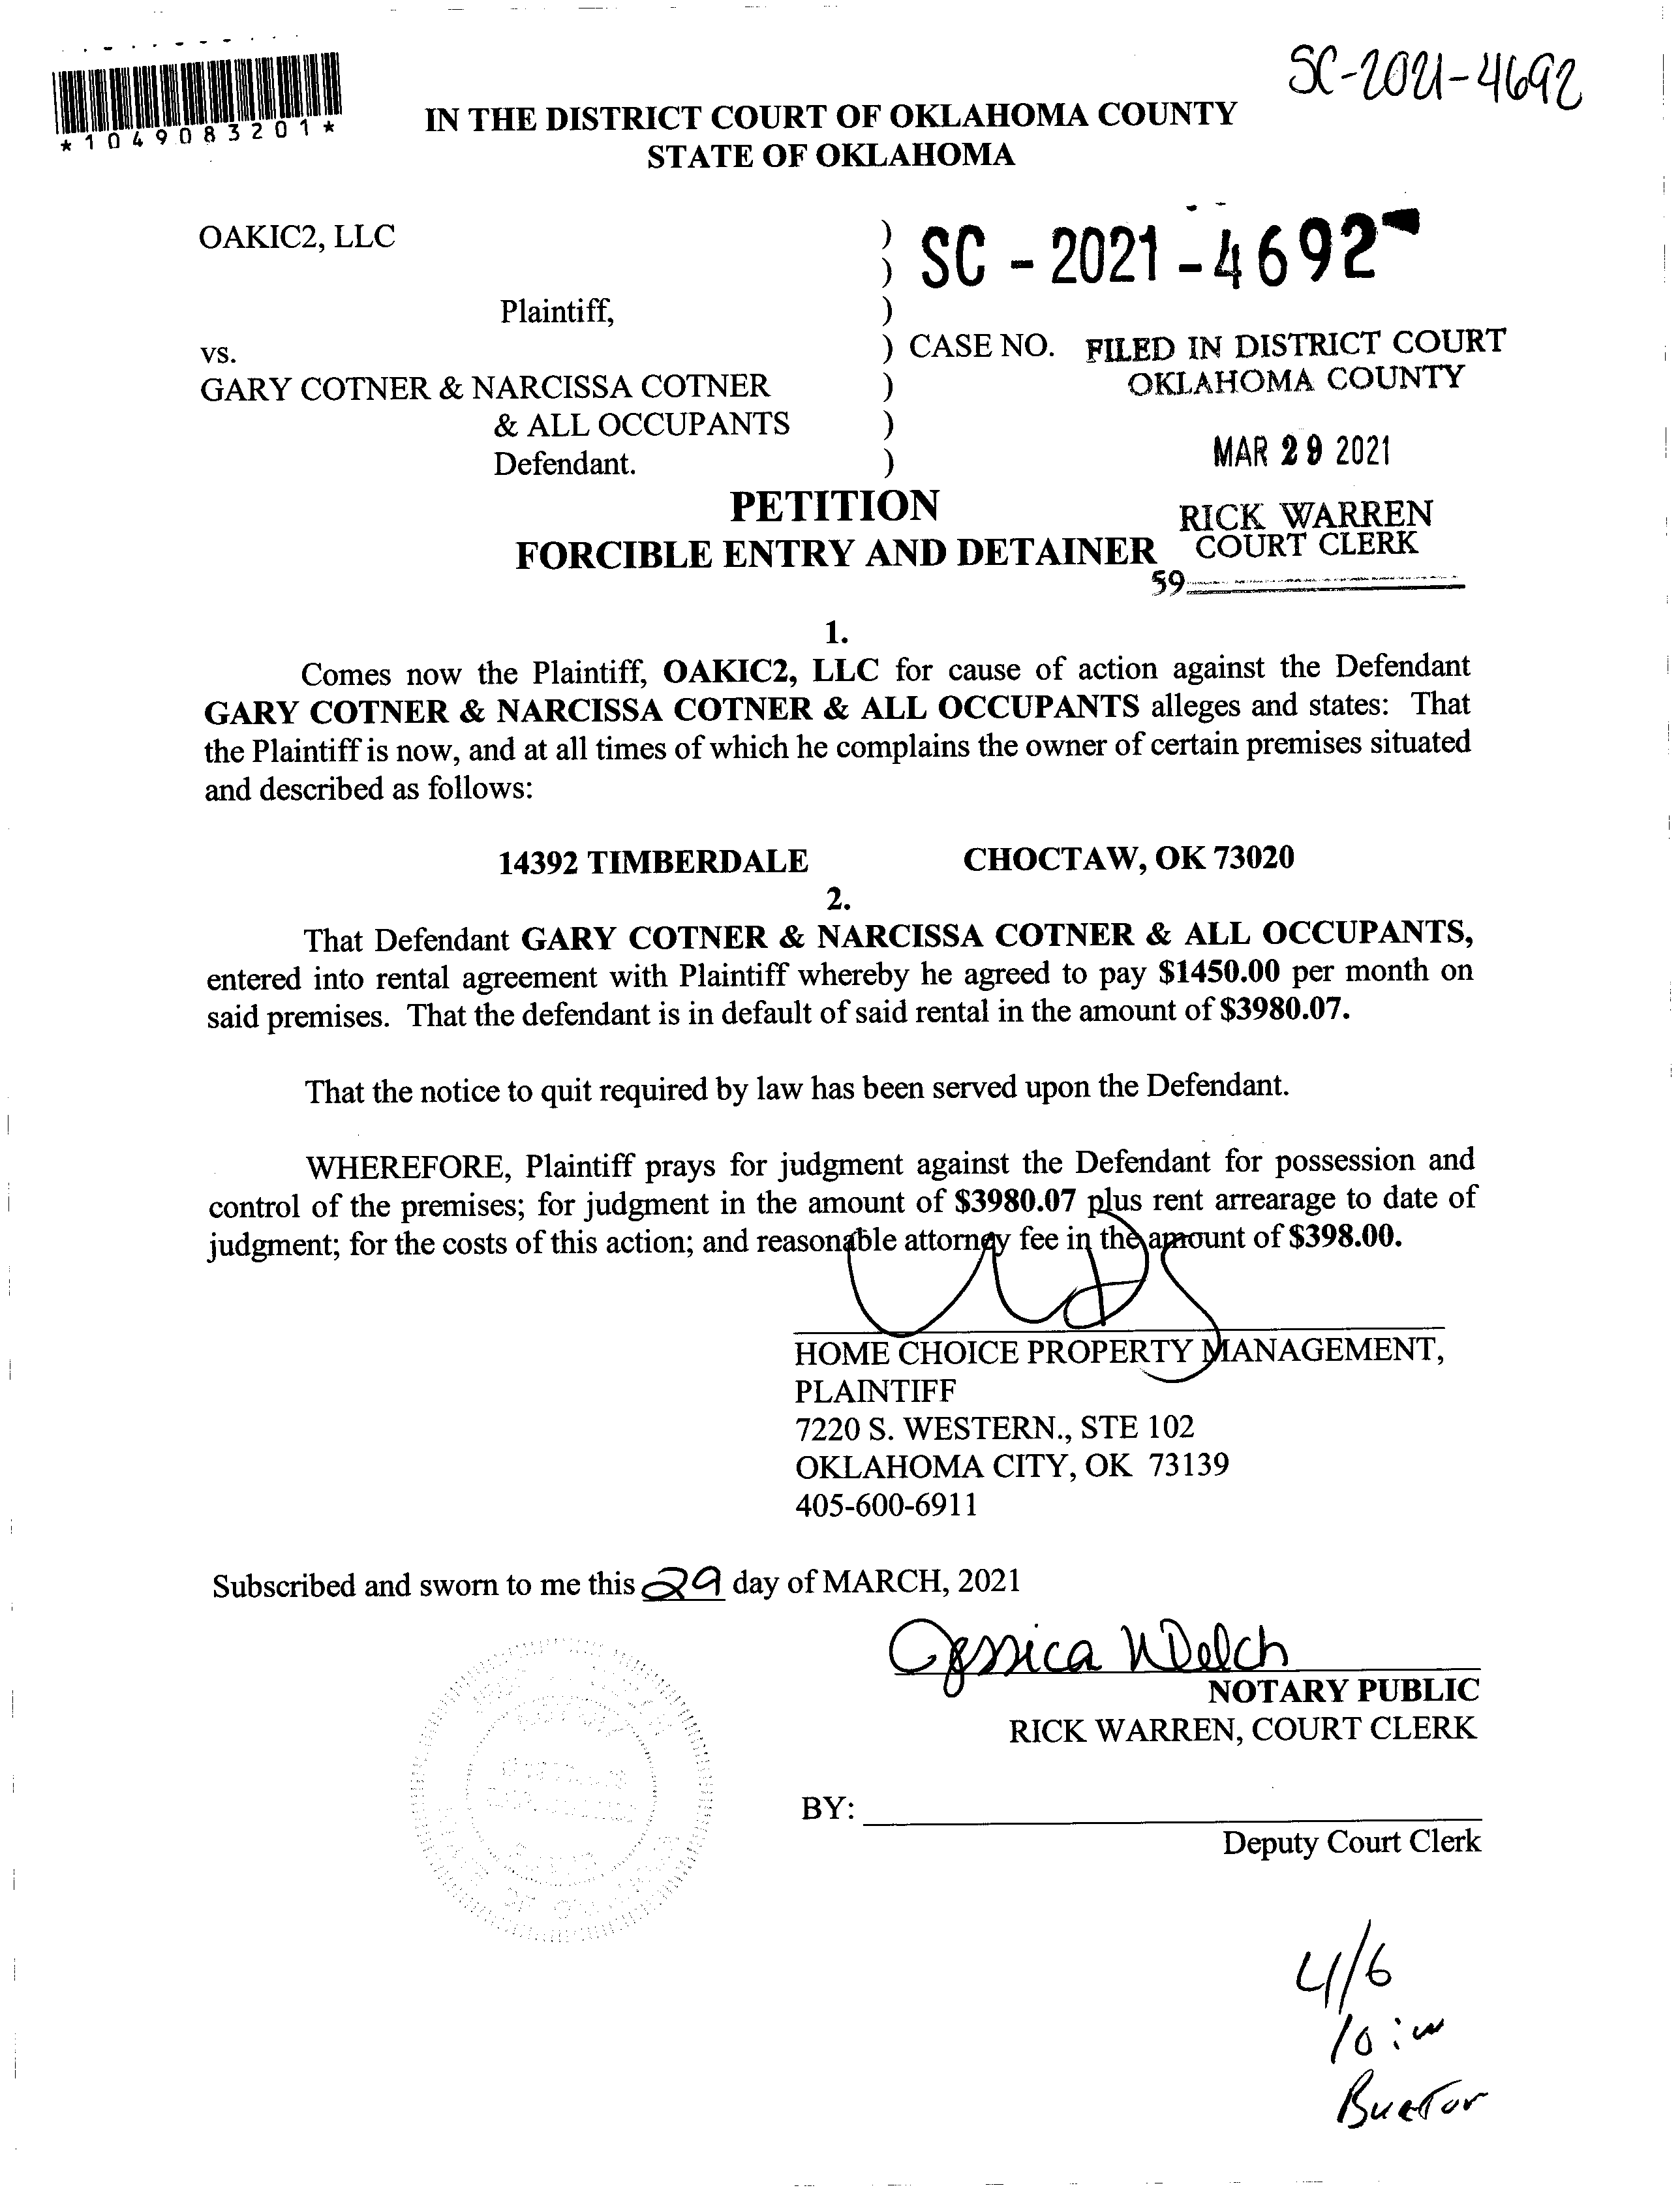 SC-2021-4692
*1049083201*
IN THE DISTRICT COURT OF OKLAHOMA COUNTY
STATE OF OKLAHOMA
OAKIC2, LLC )
) SC - 2021 - 4692
Plaintiff, )
vs. ) CASE NO. FILED IN DISTRICT COURT
GARY COTNER & NARCISSA COTNER ) OKLAHOMA COUNTY
& ALL OCCUPANTS )
Defendant. ) MAR 29 2021
PETITION
RICK WARREN
FORCIBLE ENTRY AND DETAINER COURT CLERK
59
1.
Comes now the Plaintiff, OAKIC2, LLC for cause of action against the Defendant
GARY COTNER & NARCISSA COTNER & ALL OCCUPANTS alleges and states: That
the Plaintiff is now, and at all times of which he complains the owner of certain premises situated
and described as follows:
14392 TIMBERDALE CHOCTAW, OK 73020
2.
That Defendant GARY COTNER & NARCISSA COTNER & ALL OCCUPANTS,
entered into rental agreement with Plaintiff whereby he agreed to pay $1450.00 per month on
said premises. That the defendant is in default of said rental in the amount of $3980.07.
That the notice to quit required by law has been served upon the Defendant.
WHEREFORE, Plaintiff prays for judgment against the Defendant for possession and
control of the premises; for judgment in the amount of $3980.07 plus rent arrearage to date of
judgment; for the costs of this action; and reasonable attorney fee in the amount of $398.00.
HOME CHOICE PROPERTY MANAGEMENT,
PLAINTIFF
7220 S. WESTERN., STE 102
OKLAHOMA CITY, OK 73139
405-600-6911
Subscribed and sworn to me this 29 day of MARCH, 2021
Jessica Welch
NOTARY PUBLIC
RICK WARREN, COURT CLERK
BY:
Deputy Court Clerk
4/6